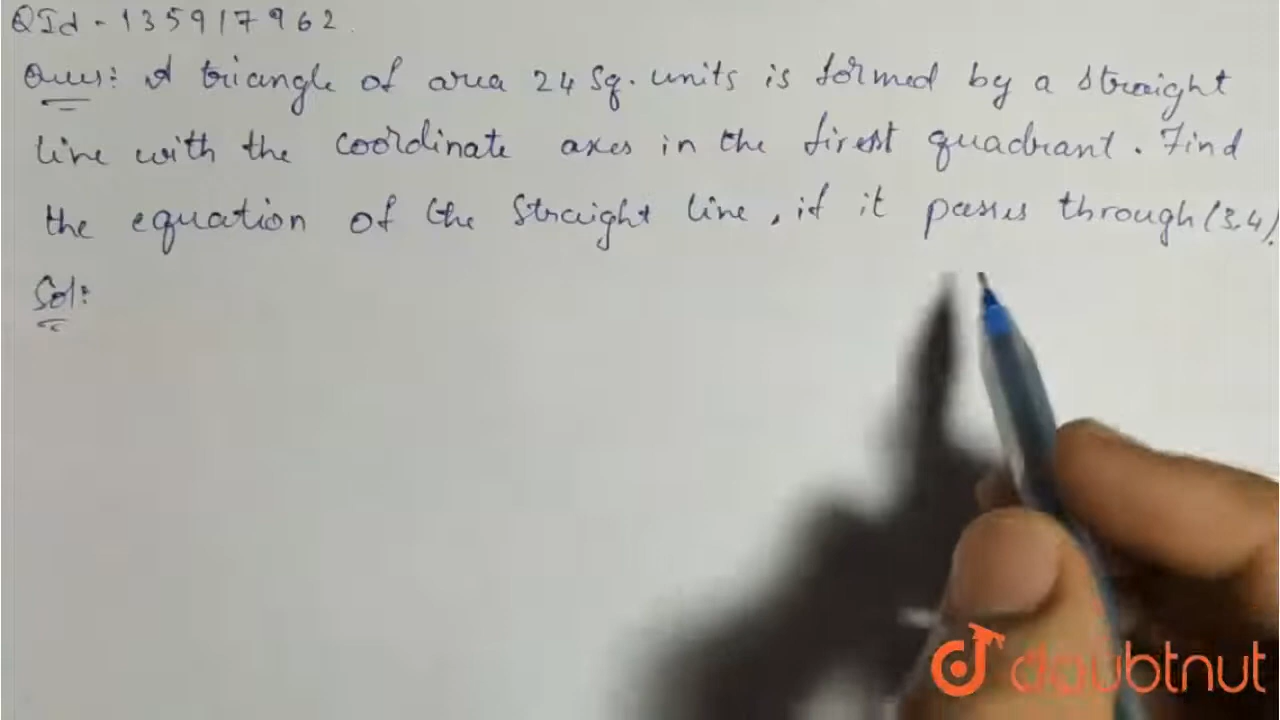 QId - 135917962.
Ques: A triangle of area 24 Sq. units is formed by a straight
line with the coordinate axes in the first quadrant. Find
the equation of the straight line, if it passes through (3,4).
Sol:
doubtnut